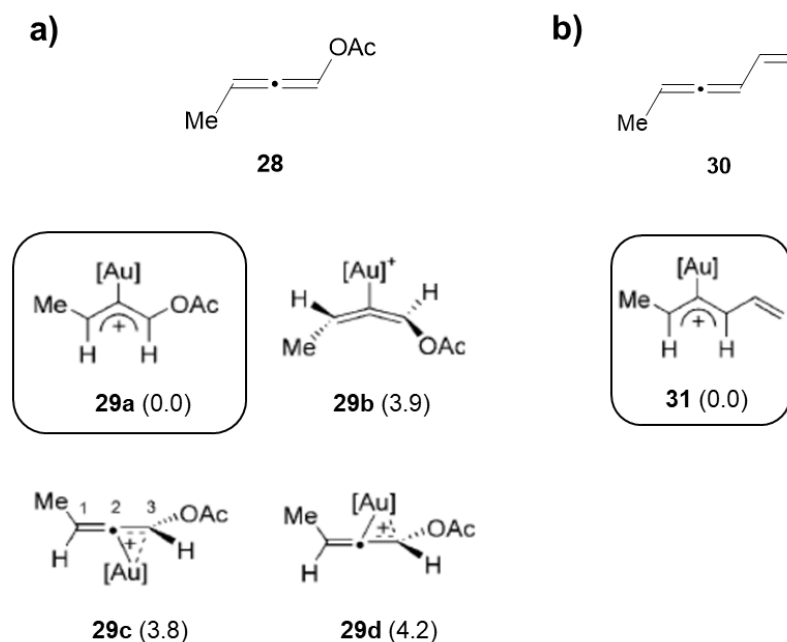 a)
b)
OAc
Me
28
Me
30
[Au]
Me
OAc
+
H
H
29a (0.0)
[Au]+
H
H
Me
OAc
29b (3.9)
[Au]
Me
+
H
H
31 (0.0)
Me
1
2
3
OAc
+
H
H
[Au]
29c (3.8)
[Au]
Me
+
OAc
H
H
29d (4.2)